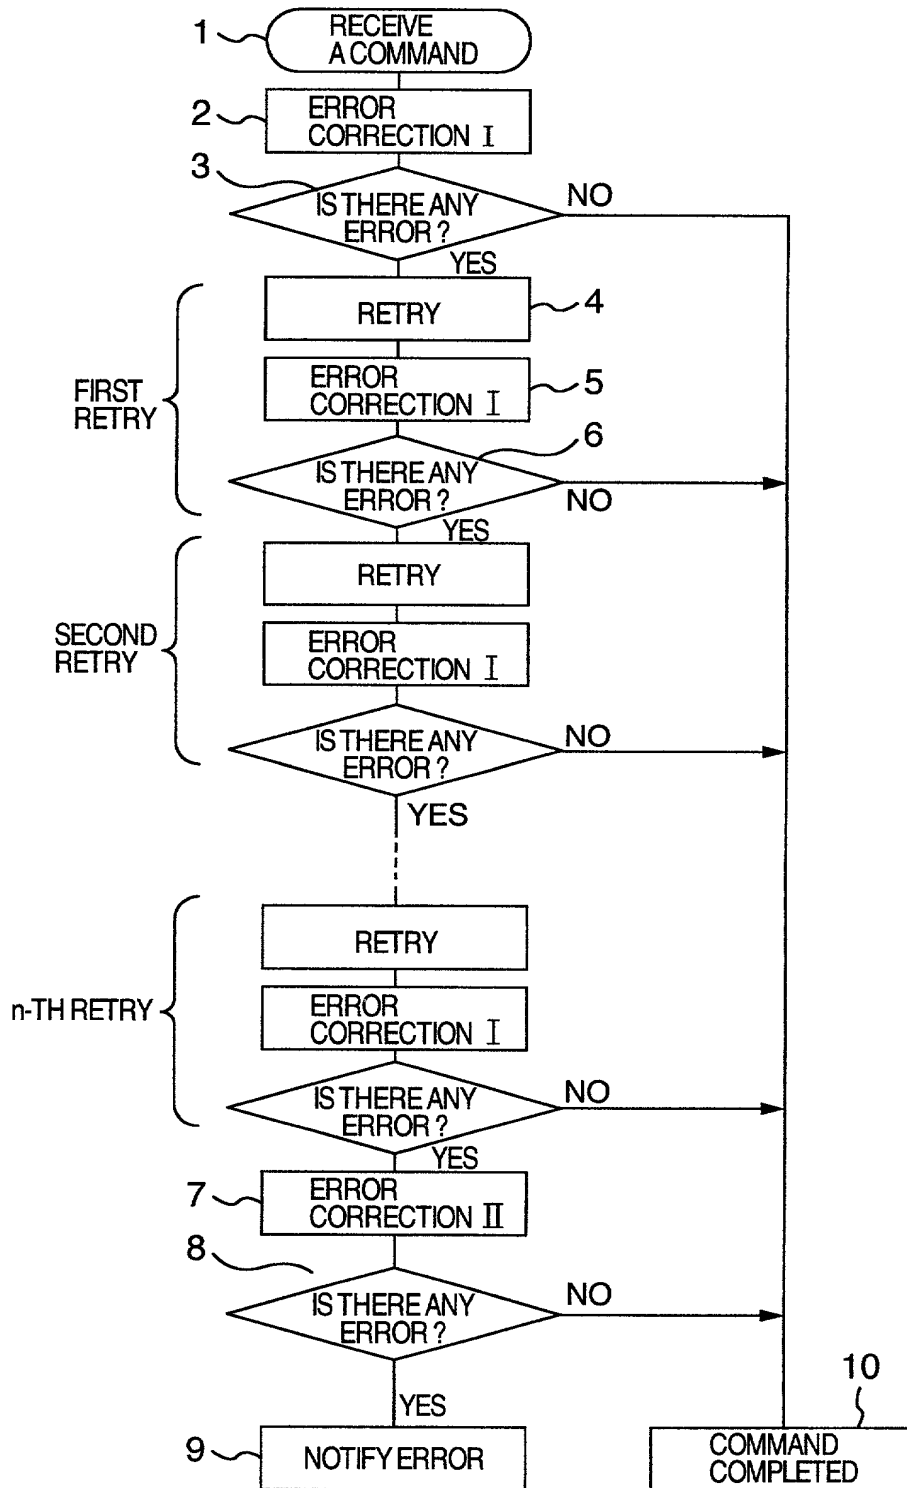 1
RECEIVE
A COMMAND
2
ERROR
CORRECTION I
3
IS THERE ANY
ERROR ?
NO
YES
FIRST
RETRY
RETRY
4
ERROR
CORRECTION I
5
6
IS THERE ANY
ERROR ?
NO
YES
SECOND
RETRY
RETRY
ERROR
CORRECTION I
IS THERE ANY
ERROR ?
NO
YES
n-TH RETRY
RETRY
ERROR
CORRECTION I
IS THERE ANY
ERROR ?
NO
YES
7
ERROR
CORRECTION II
8
IS THERE ANY
ERROR ?
NO
YES
9
NOTIFY ERROR
10
COMMAND
COMPLETED